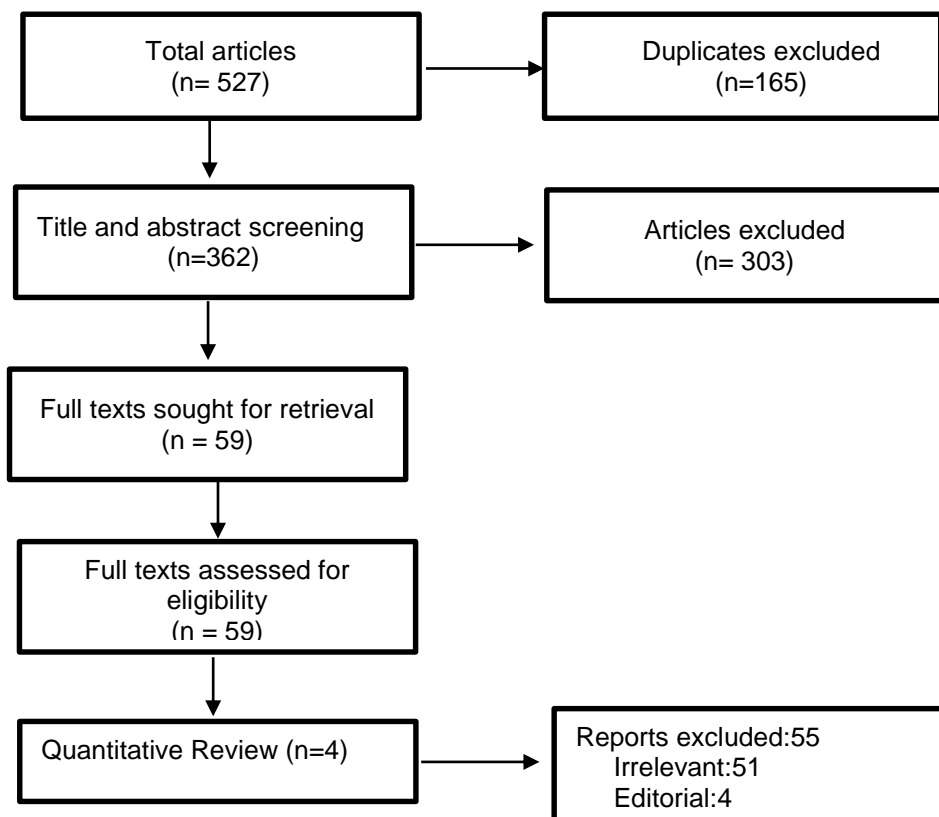 Total articles
(n= 527)
Duplicates excluded
(n=165)
Title and abstract screening
(n=362)
Articles excluded
(n= 303)
Full texts sought for retrieval
(n = 59)
Full texts assessed for
eligibility
(n = 59)
Quantitative Review (n=4)
Reports excluded:55
Irrelevant:51
Editorial:4